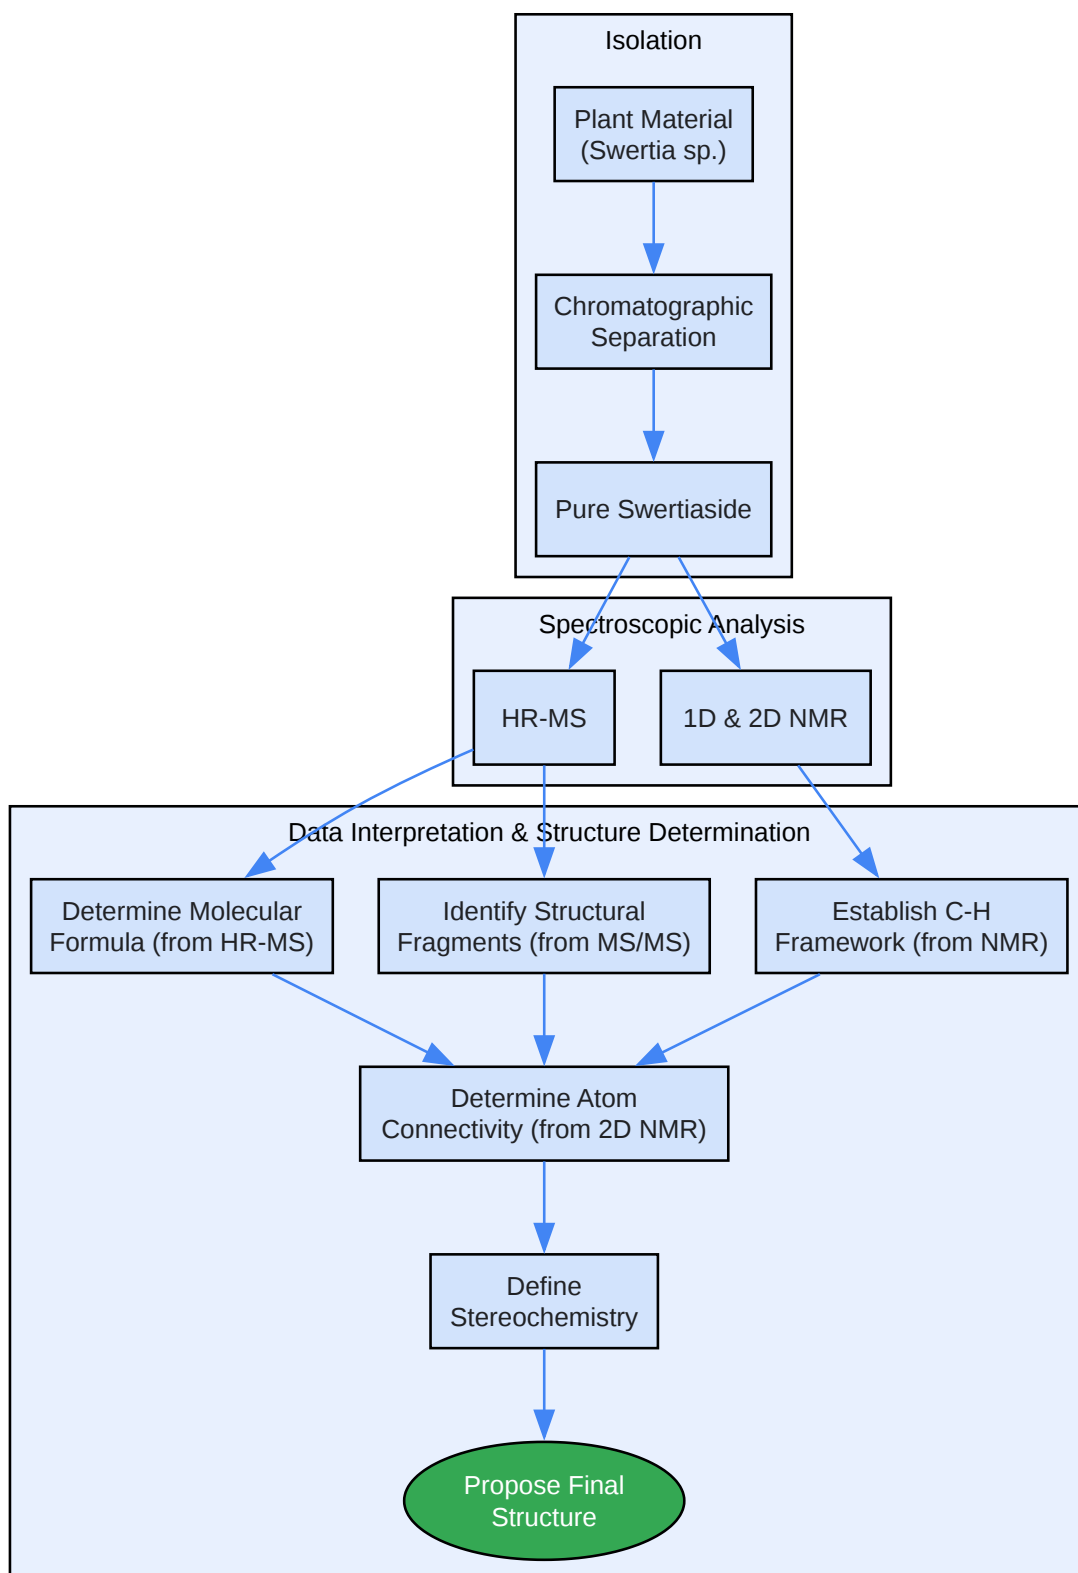 Isolation
Plant Material
(Swertia sp.)
Chromatographic
Separation
Pure Swertiaside
Spectroscopic Analysis
HR-MS
1D & 2D NMR
Data Interpretation & Structure Determination
Determine Molecular
Formula (from HR-MS)
Identify Structural
Fragments (from MS/MS)
Establish C-H
Framework (from NMR)
Determine Atom
Connectivity (from 2D NMR)
Define
Stereochemistry
Propose Final
Structure